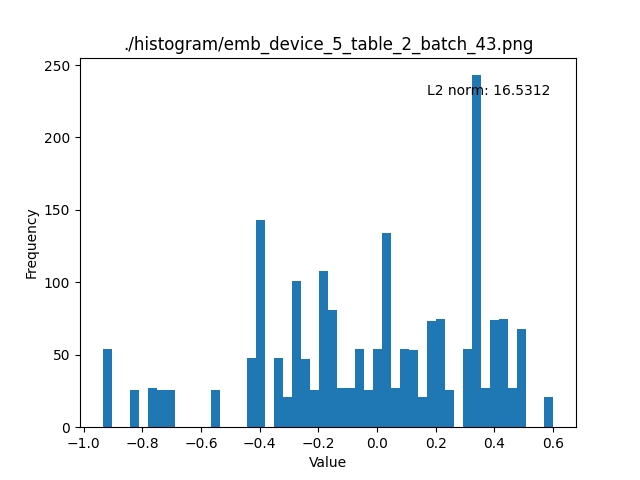 ./histogram/emb_device_5_table_2_batch_43.png
L2 norm: 16.5312
Frequency
250
200
150
100
50
0
−1.0 −0.8 −0.6 −0.4 −0.2 0.0 0.2 0.4 0.6
Value